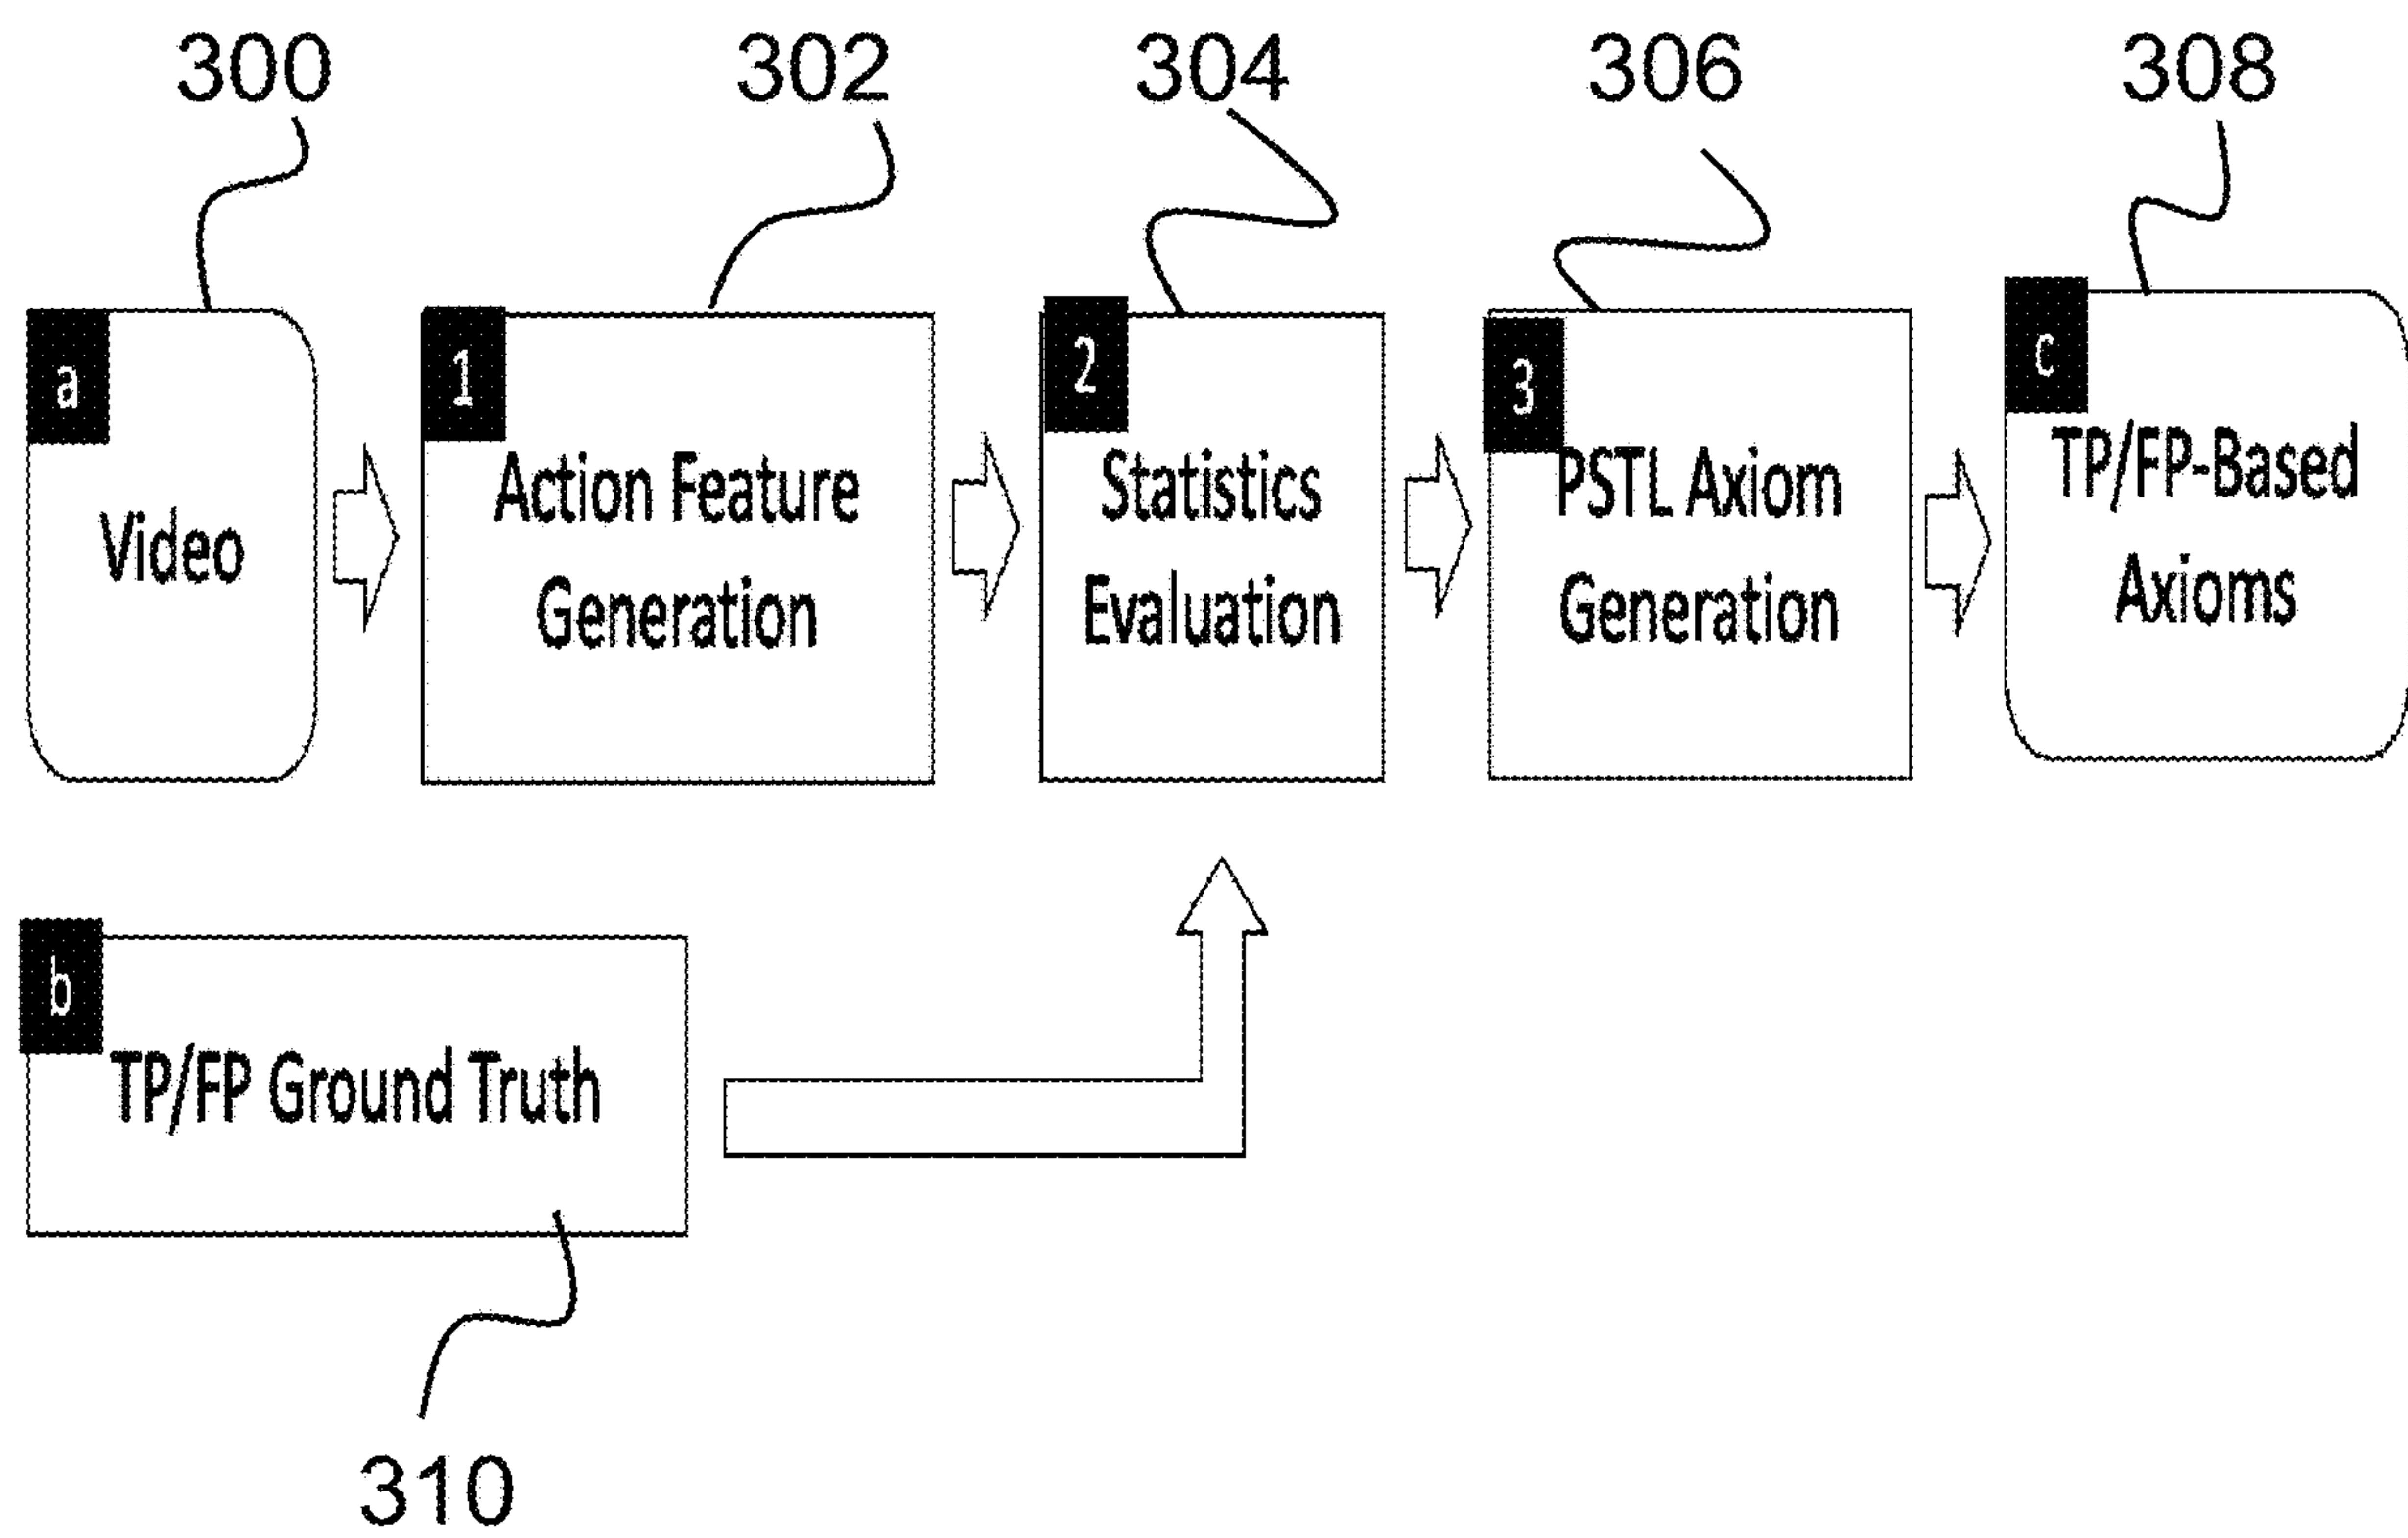 300
302
304
306
308
a
Video
1
Action Feature
Generation
2
Statistics
Evaluation
3
PSTL Axiom
Generation
c
TP/FP-Based
Axioms
b
TP/FP Ground Truth
310